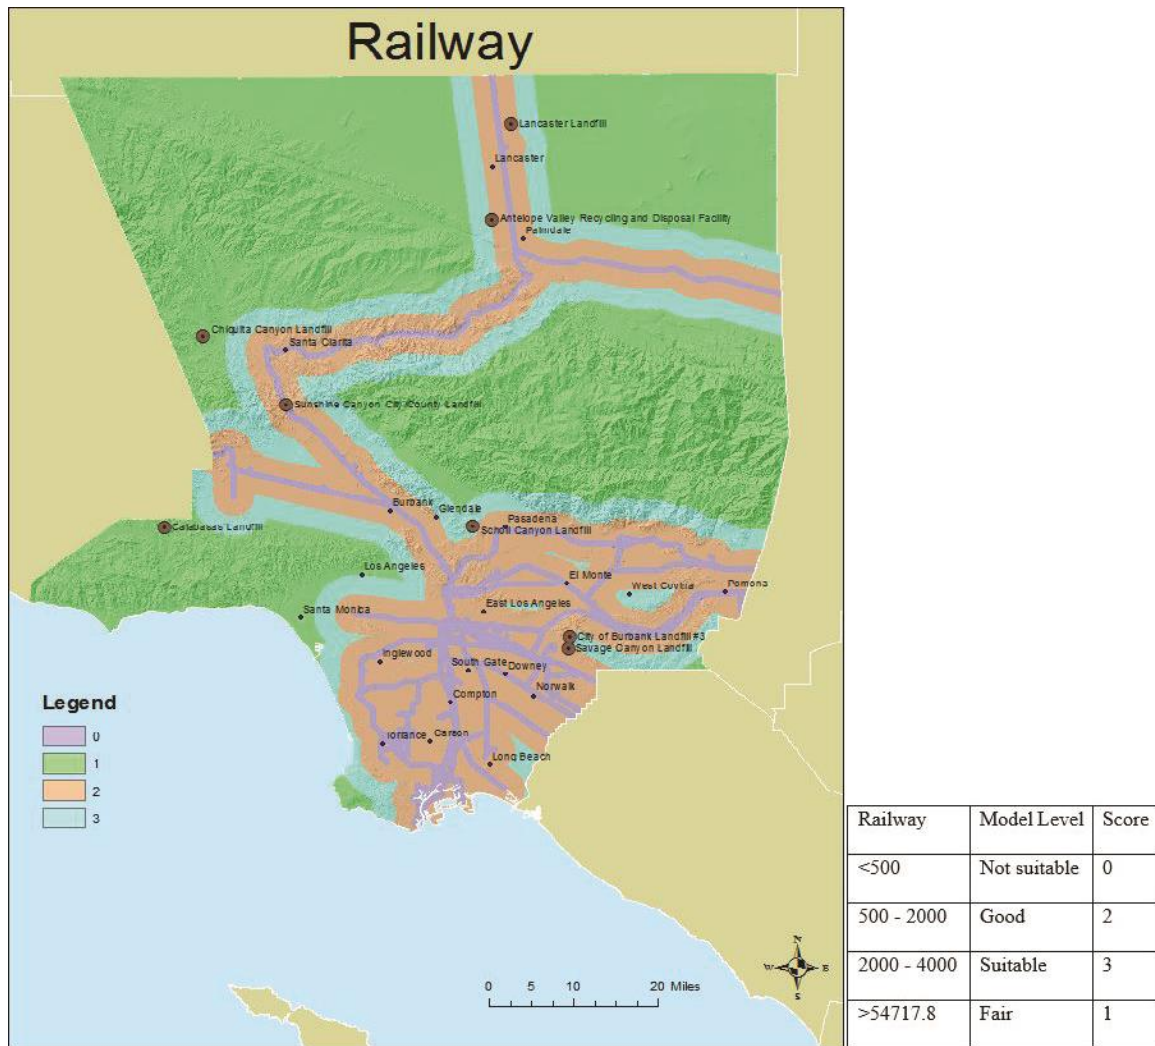 Railway
Lancaster Landfill
Lancaster
Antelope Valley Recycling and Disposal Facility
Palmdale
Chiquita Canyon Landfill
Santa Clarita
Sunshine Canyon City/County Landfill
Burbank
Glendale
Pasadena
Scholl Canyon Landfill
Calabasas Landfill
Los Angeles
El Monte
West Covina
Pomona
Santa Monica
East Los Angeles
City of Burbank Landfill #3
Savage Canyon Landfill
Inglewood
South Gate
Downey
Norwalk
Compton
Torrance
Carson
Long Beach
Legend
0
1
2
3
N
W E
S
0 5 10 20 Miles
Railway Model Level Score
<500 Not suitable 0
500 - 2000 Good 2
2000 - 4000 Suitable 3
>54717.8 Fair 1